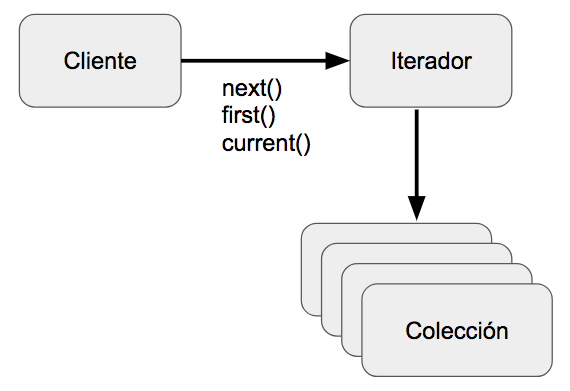 Cliente
Iterador
next()
first()
current()
Colección